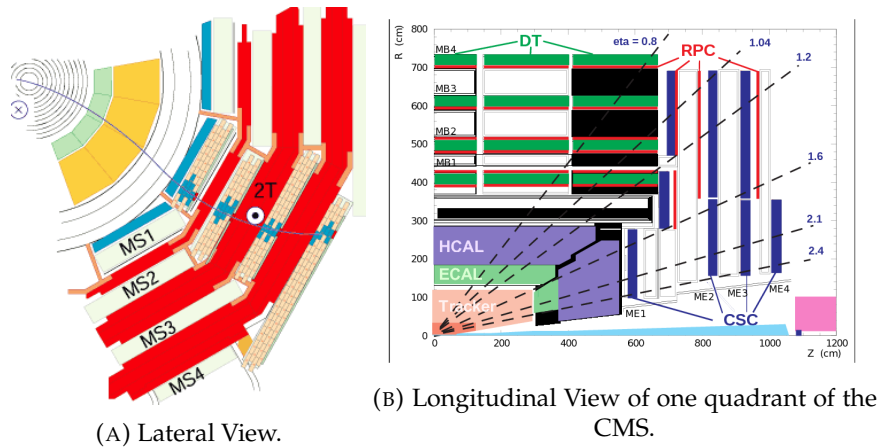 2T
MS1
MS2
MS3
MS4
(A) Lateral View.
R (cm)
800
700
600
500
400
300
200
100
0
MB4
MB3
MB2
MB1
DT
eta = 0.8
1.04
RPC
1.2
1.6
2.1
2.4
HCAL
ECAL
Tracker
ME1
ME2
ME3
ME4
CSC
0 200 400 600 800 1000 1200
Z (cm)
(B) Longitudinal View of one quadrant of the
CMS.